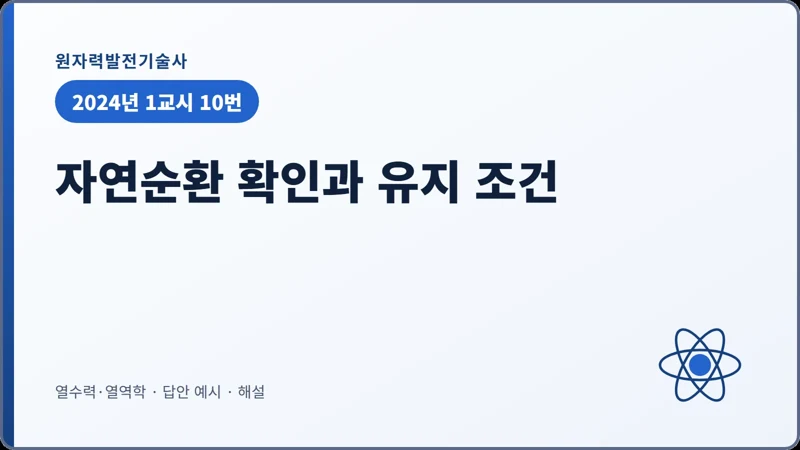 원자력발전기술사
2024년 1교시 10번
자연순환 확인과 유지 조건
열수력·열역학 · 답안 예시 · 해설